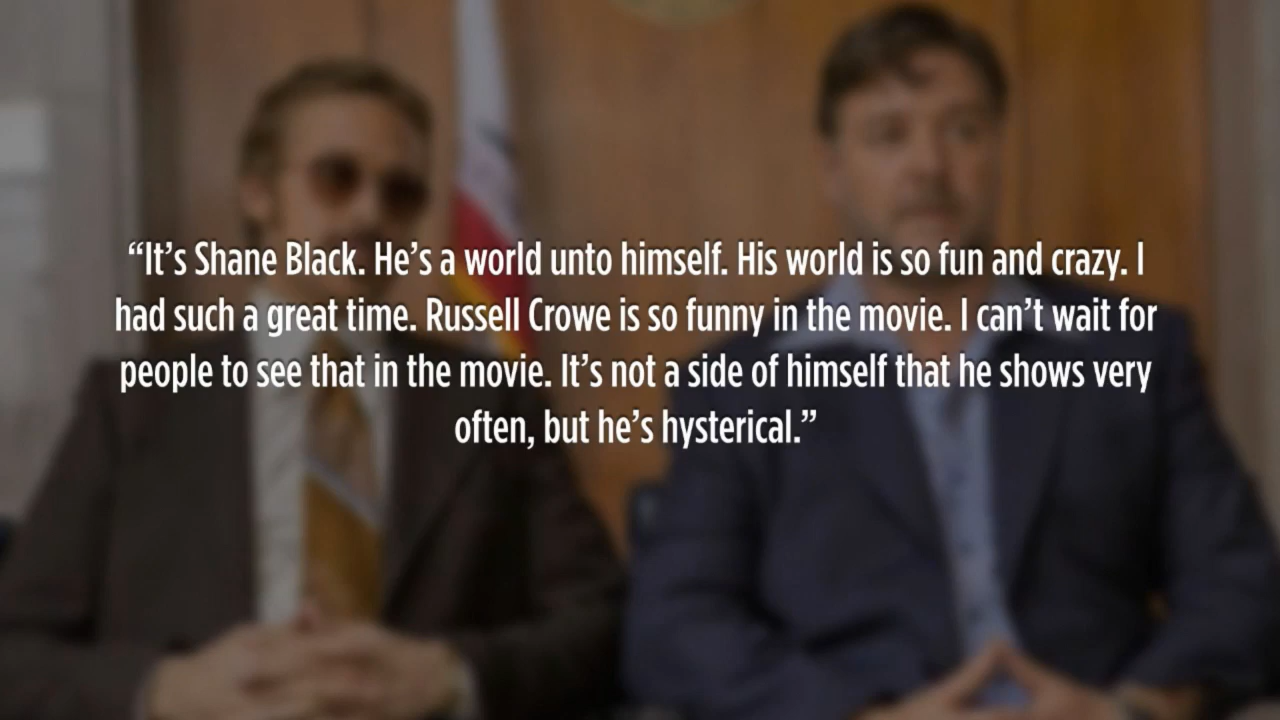 “It’s Shane Black. He’s a world unto himself. His world is so fun and crazy. I
had such a great time. Russell Crowe is so funny in the movie. I can’t wait for
people to see that in the movie. It’s not a side of himself that he shows very
often, but he’s hysterical.”